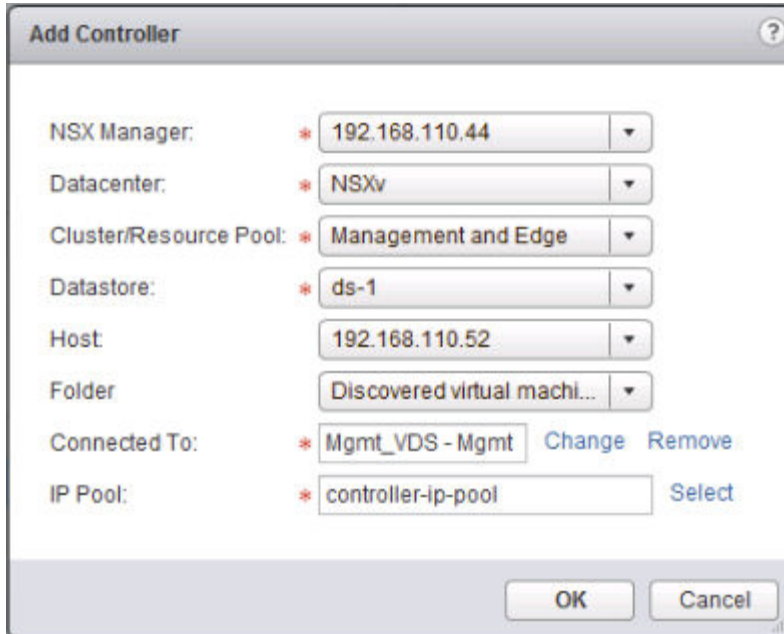 Add Controller ?
NSX Manager: * 192.168.110.44
Datacenter: * NSXv
Cluster/Resource Pool: * Management and Edge
Datastore: * ds-1
Host: 192.168.110.52
Folder Discovered virtual machi...
Connected To: * Mgmt_VDS - Mgmt Change Remove
IP Pool: * controller-ip-pool Select
OK Cancel